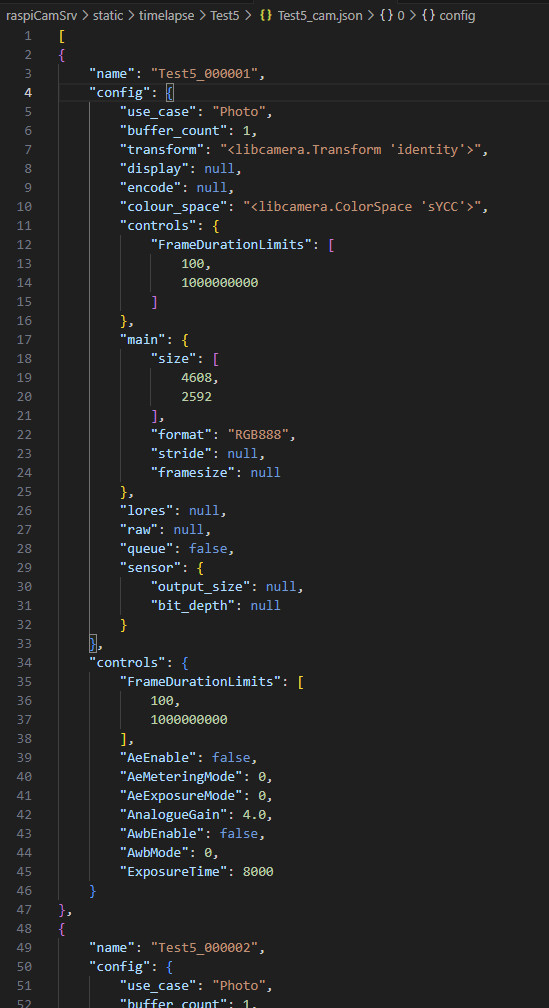 raspiCamSrv > static > timelapse > Test5 > {} Test5_cam.json > {} 0 > {} config
1 [
2 {
3 "name": "Test5_000001",
4 "config": {
5 "use_case": "Photo",
6 "buffer_count": 1,
7 "transform": "<libcamera.Transform 'identity'>",
8 "display": null,
9 "encode": null,
10 "colour_space": "<libcamera.ColorSpace 'sYCC'>",
11 "controls": {
12 "FrameDurationLimits": [
13 100,
14 1000000000
15 ]
16 },
17 "main": {
18 "size": [
19 4608,
20 2592
21 ],
22 "format": "RGB888",
23 "stride": null,
24 "framesize": null
25 },
26 "lores": null,
27 "raw": null,
28 "queue": false,
29 "sensor": {
30 "output_size": null,
31 "bit_depth": null
32 }
33 },
34 "controls": {
35 "FrameDurationLimits": [
36 100,
37 1000000000
38 ],
39 "AeEnable": false,
40 "AeMeteringMode": 0,
41 "AeExposureMode": 0,
42 "AnalogueGain": 4.0,
43 "AwbEnable": false,
44 "AwbMode": 0,
45 "ExposureTime": 8000
46 }
47 },
48 {
49 "name": "Test5_000002",
50 "config": {
51 "use_case": "Photo",
52 "buffer_count": 1,